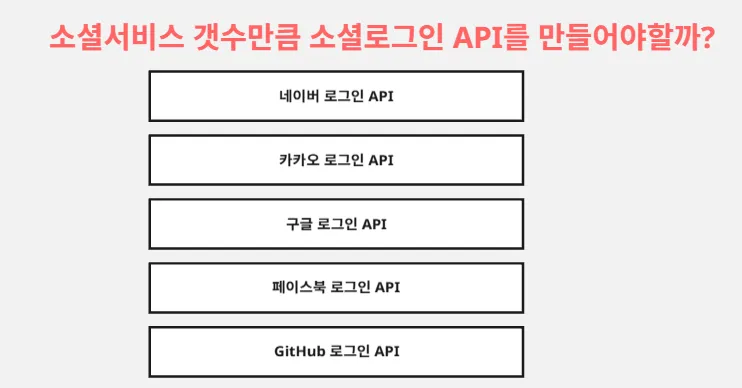 소셜서비스 갯수만큼 소셜로그인 API를 만들어야할까?
네이버 로그인 API
카카오 로그인 API
구글 로그인 API
페이스북 로그인 API
GitHub 로그인 API